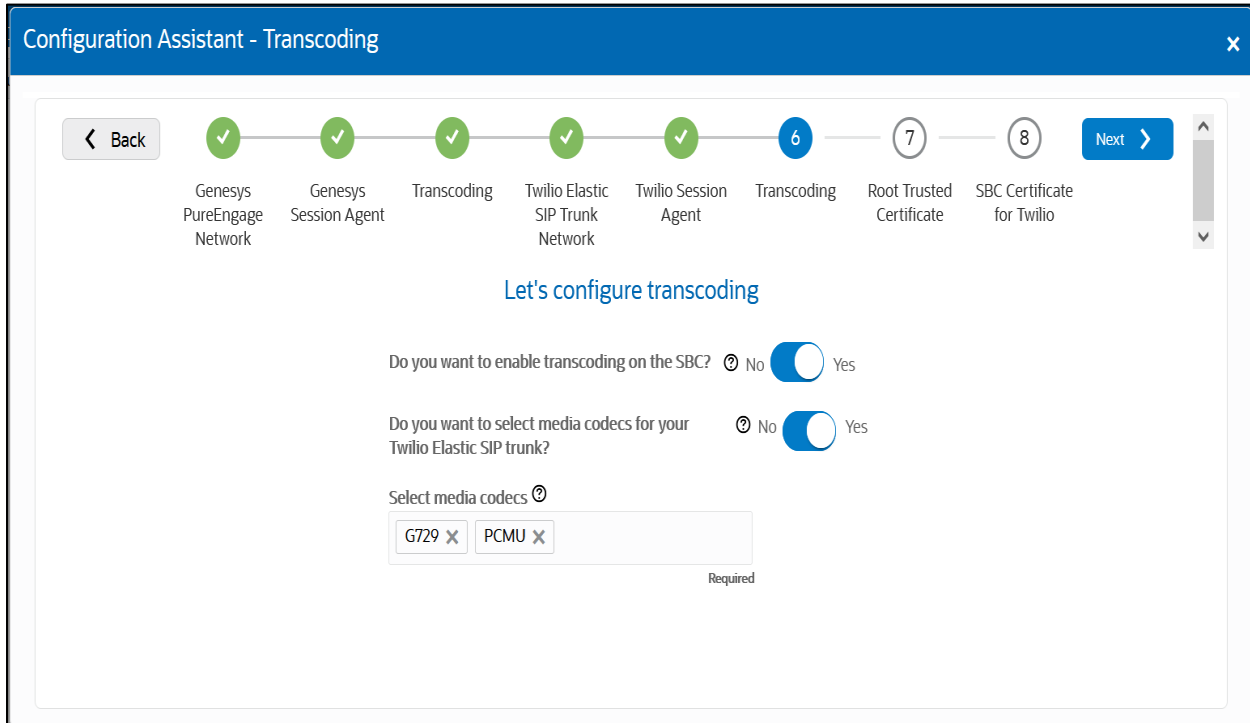 Configuration Assistant - Transcoding
×
Back
6
7
8
Next
Genesys PureEngage Network
Genesys Session Agent
Transcoding
Twilio Elastic SIP Trunk Network
Twilio Session Agent
Transcoding
Root Trusted Certificate
SBC Certificate for Twilio
Let's configure transcoding
Do you want to enable transcoding on the SBC? ? No Yes
Do you want to select media codecs for your ? No Yes
Twilio Elastic SIP trunk?
Select media codecs ?
G729 × PCMU ×
Required